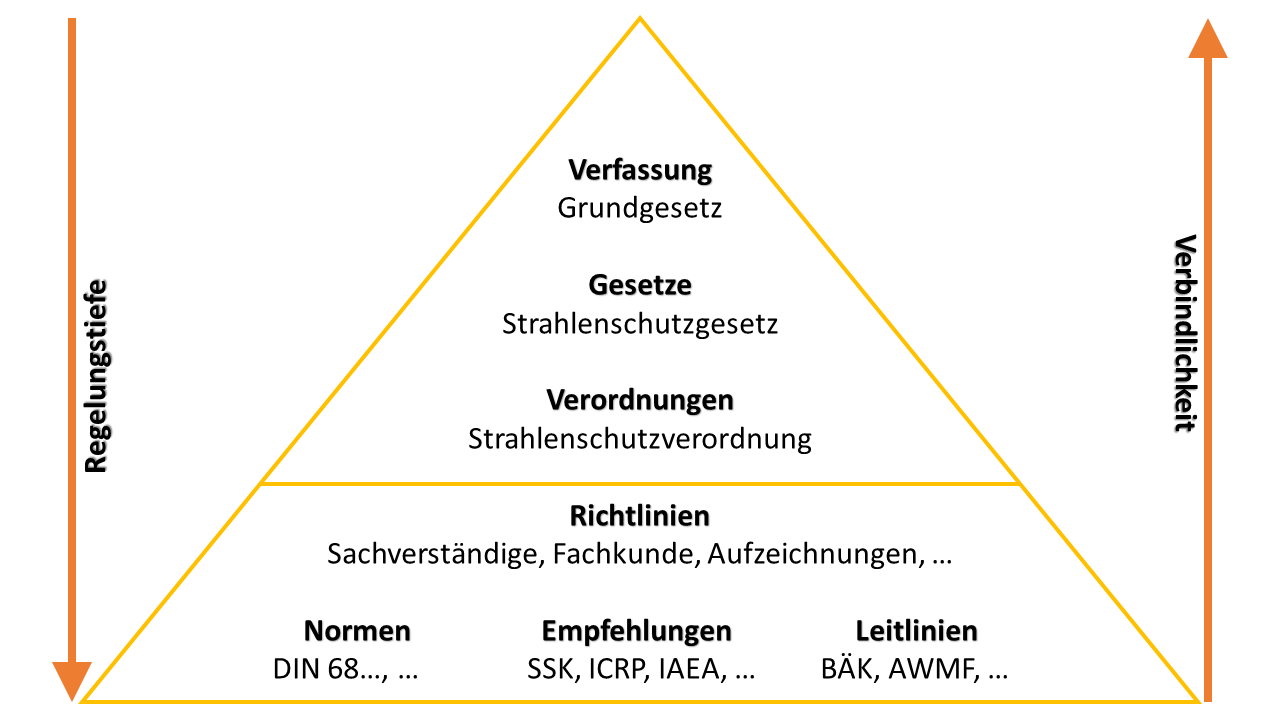 Verfassung
Grundgesetz
Gesetze
Strahlenschutzgesetz
Verordnungen
Strahlenschutzverordnung
Richtlinien
Sachverständige, Fachkunde, Aufzeichnungen, …
Normen
DIN 68…, …
Empfehlungen
SSK, ICRP, IAEA, …
Leitlinien
BÄK, AWMF, …
Regelungstiefe
Verbindlichkeit